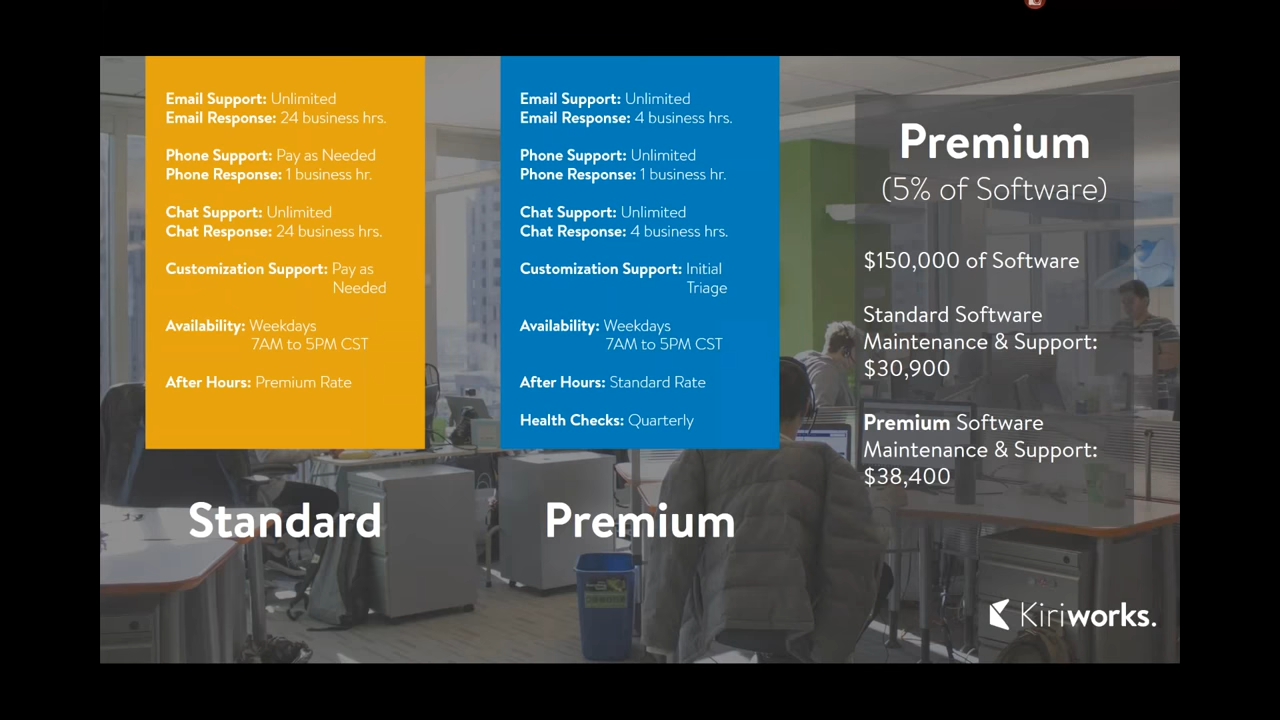 Email Support: Unlimited
Email Response: 24 business hrs.
Phone Support: Pay as Needed
Phone Response: 1 business hr.
Chat Support: Unlimited
Chat Response: 24 business hrs.
Customization Support: Pay as
Needed
Availability: Weekdays
7AM to 5PM CST
After Hours: Premium Rate
Standard
Email Support: Unlimited
Email Response: 4 business hrs.
Phone Support: Unlimited
Phone Response: 1 business hr.
Chat Support: Unlimited
Chat Response: 4 business hrs.
Customization Support: Initial
Triage
Availability: Weekdays
7AM to 5PM CST
After Hours: Standard Rate
Health Checks: Quarterly
Premium
Premium
(5% of Software)
$150,000 of Software
Standard Software
Maintenance & Support:
$30,900
Premium Software
Maintenance & Support:
$38,400
Kiriworks.